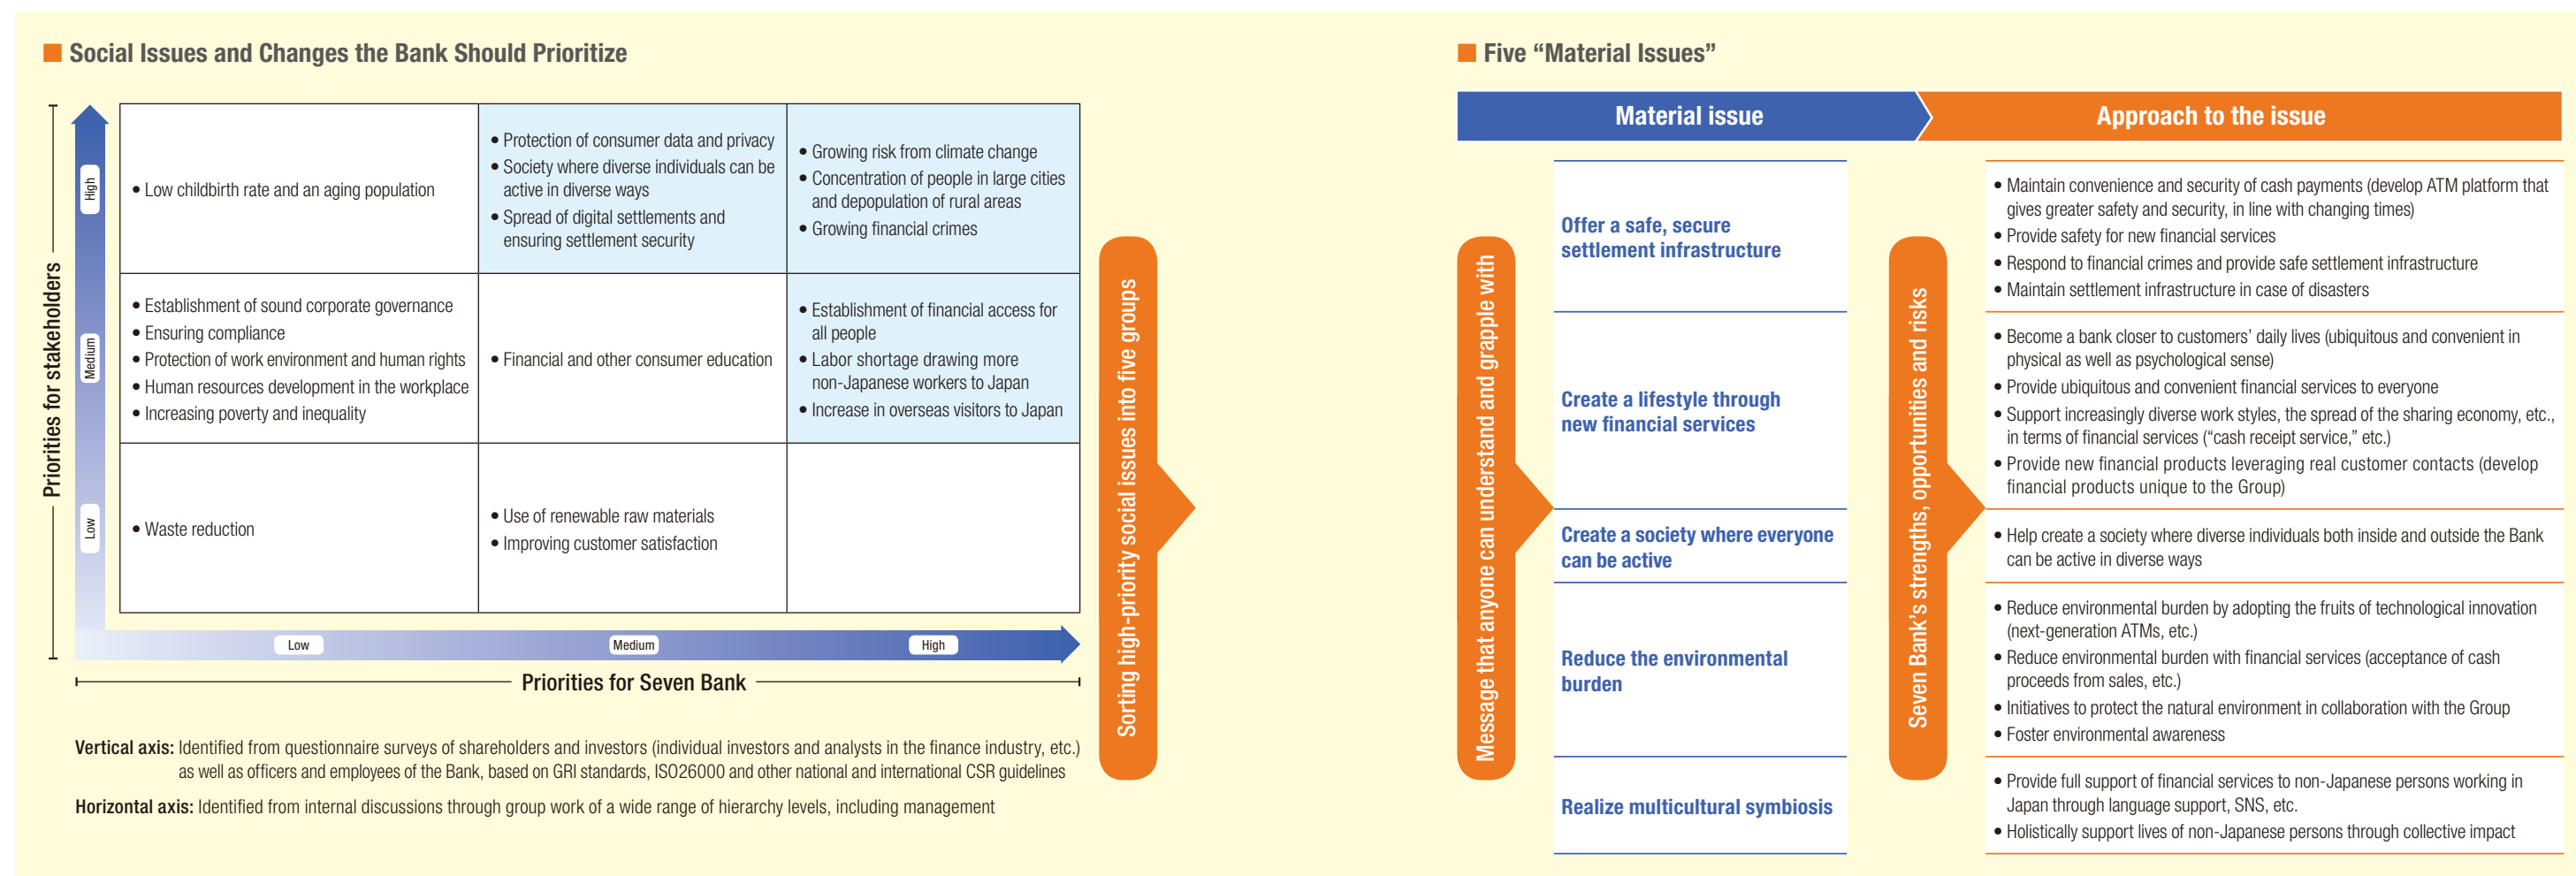 ■ Social Issues and Changes the Bank Should Prioritize
Priorities for stakeholders
High
Medium
Low
• Low childbirth rate and an aging population
• Protection of consumer data and privacy
• Society where diverse individuals can be
active in diverse ways
• Spread of digital settlements and
ensuring settlement security
• Growing risk from climate change
• Concentration of people in large cities
and depopulation of rural areas
• Growing financial crimes
• Establishment of sound corporate governance
• Ensuring compliance
• Protection of work environment and human rights
• Human resources development in the workplace
• Increasing poverty and inequality
• Financial and other consumer education
• Establishment of financial access for
all people
• Labor shortage drawing more
non-Japanese workers to Japan
• Increase in overseas visitors to Japan
• Waste reduction
• Use of renewable raw materials
• Improving customer satisfaction
Low
Medium
High
Priorities for Seven Bank
Vertical axis: Identified from questionnaire surveys of shareholders and investors (individual investors and analysts in the finance industry, etc.)
as well as officers and employees of the Bank, based on GRI standards, ISO26000 and other national and international CSR guidelines
Horizontal axis: Identified from internal discussions through group work of a wide range of hierarchy levels, including management
Sorting high-priority social issues into five groups
■ Five “Material Issues”
Material issue
Approach to the issue
Message that anyone can understand and grapple with
Seven Bank’s strengths, opportunities and risks
Offer a safe, secure
settlement infrastructure
• Maintain convenience and security of cash payments (develop ATM platform that
gives greater safety and security, in line with changing times)
• Provide safety for new financial services
• Respond to financial crimes and provide safe settlement infrastructure
• Maintain settlement infrastructure in case of disasters
Create a lifestyle through
new financial services
• Become a bank closer to customers’ daily lives (ubiquitous and convenient in
physical as well as psychological sense)
• Provide ubiquitous and convenient financial services to everyone
• Support increasingly diverse work styles, the spread of the sharing economy, etc.,
in terms of financial services (“cash receipt service,” etc.)
• Provide new financial products leveraging real customer contacts (develop
financial products unique to the Group)
Create a society where everyone
can be active
• Help create a society where diverse individuals both inside and outside the Bank
can be active in diverse ways
Reduce the environmental
burden
• Reduce environmental burden by adopting the fruits of technological innovation
(next-generation ATMs, etc.)
• Reduce environmental burden with financial services (acceptance of cash
proceeds from sales, etc.)
• Initiatives to protect the natural environment in collaboration with the Group
• Foster environmental awareness
Realize multicultural symbiosis
• Provide full support of financial services to non-Japanese persons working in
Japan through language support, SNS, etc.
• Holistically support lives of non-Japanese persons through collective impact